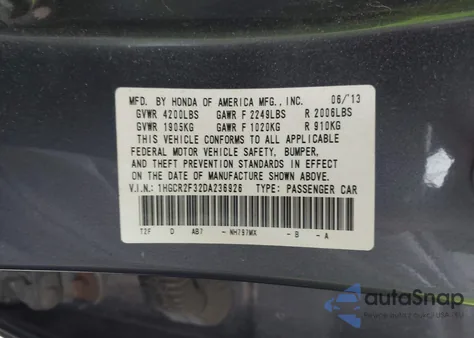 MFD. BY HONDA OF AMERICA MFG., INC. 06/13
GVWR 4200LBS GAWR F 2249LBS R 2006LBS
GVWR 1905KG GAWR F 1020KG R 910KG
THIS VEHICLE CONFORMS TO ALL APPLICABLE
FEDERAL MOTOR VEHICLE SAFETY, BUMPER,
AND THEFT PREVENTION STANDARDS IN EFFECT
ON THE DATE OF MANUFACTURE SHOWN ABOVE.
V.I.N.: 1HGCR2F32DA236926 TYPE: PASSENGER CAR
T2F D AB7 -NH797MX -B -A
autoSnap